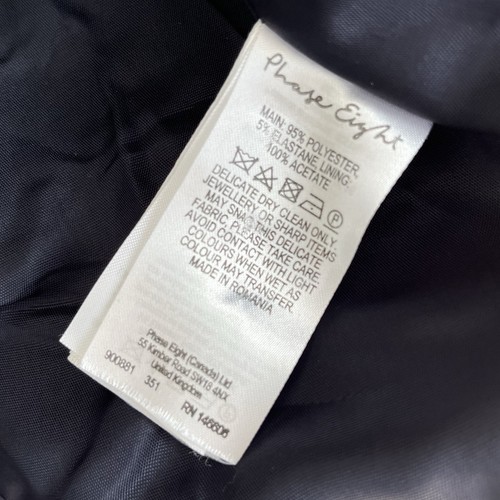 Phase Eight
MAIN: 95% POLYESTER,
5% ELASTANE, LINING:
100% ACETATE
P
DELICATE DRY CLEAN ONLY.
JEWELLERY OR SHARP ITEMS
MAY SNAG THIS DELICATE
FABRIC, PLEASE TAKE CARE.
AVOID CONTACT WITH LIGHT
COLOURS WHEN WET AS
COLOUR MAY TRANSFER.
MADE IN ROMANIA
Phase Eight (Canada) Ltd
55 Kimber Road SW18 4NX
United Kingdom
900881 351 RN 146606